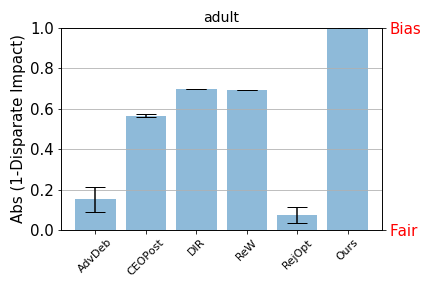 adult
Abs (1-Disparate Impact)
1.0
0.8
0.6
0.4
0.2
0.0
Bias
Fair
AdvDeb
CEOPost
DIR
ReW
RejOpt
Ours